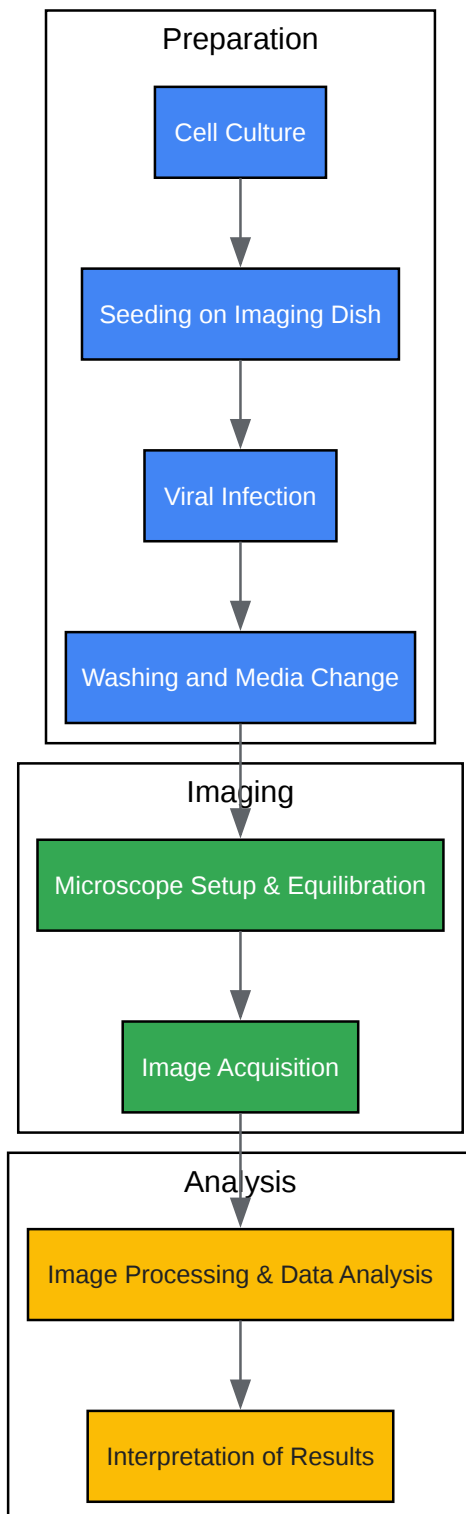 Preparation
Cell Culture
Seeding on Imaging Dish
Viral Infection
Washing and Media Change
Imaging
Microscope Setup & Equilibration
Image Acquisition
Analysis
Image Processing & Data Analysis
Interpretation of Results